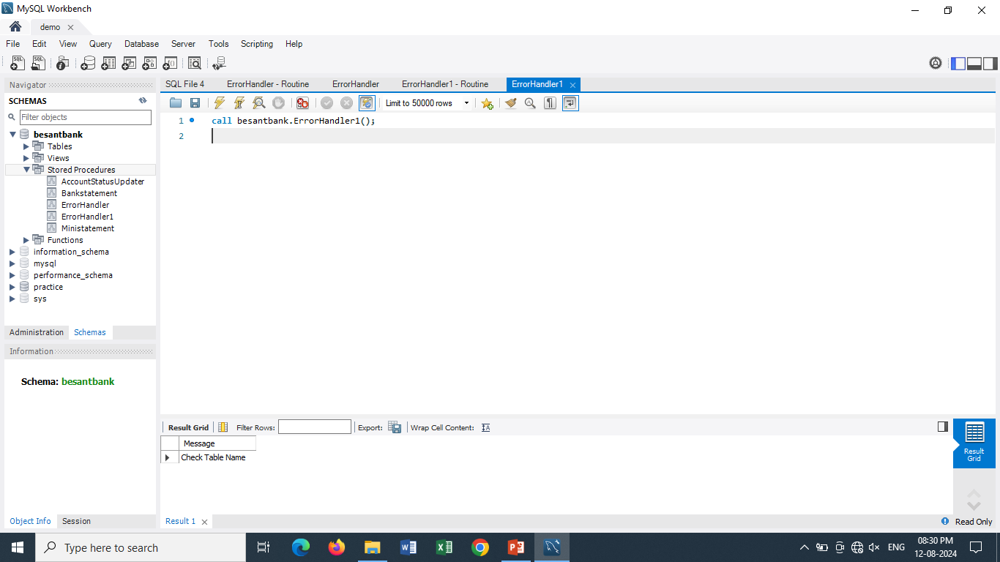 MySQL Workbench
demo
File Edit View Query Database Server Tools Scripting Help
Navigator
SCHEMAS
Filter objects
besantbank
Tables
Views
Stored Procedures
AccountStatusUpdater
Bankstatement
ErrorHandler
ErrorHandler1
Ministatement
Functions
information_schema
mysql
performance_schema
practice
sys
Administration Schemas
Information
Schema: besantbank
Object Info Session
SQL File 4 ErrorHandler - Routine ErrorHandler ErrorHandler1 - Routine ErrorHandler1
Limit to 50000 rows
1 call besantbank.ErrorHandler1();
2
Result Grid Filter Rows: Export: Wrap Cell Content:
Message
Check Table Name
Result
Grid
Result 1
Read Only
Type here to search
ENG
08:30 PM
12-08-2024